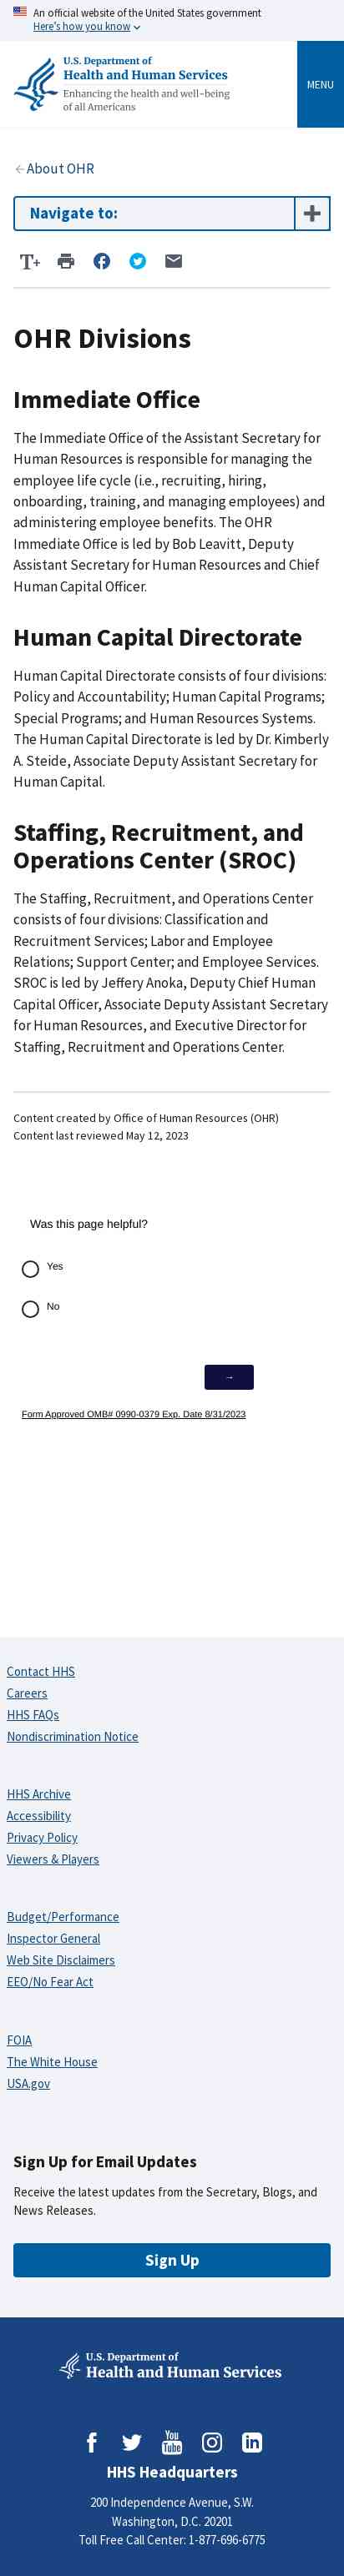 An official website of the United States government
Here's how you know
U.S. Department of
Health and Human Services
Enhancing the health and well-being
of all Americans
MENU
About OHR
Navigate to:
T+
OHR Divisions
Immediate Office
The Immediate Office of the Assistant Secretary for
Human Resources is responsible for managing the
employee life cycle (i.e., recruiting, hiring,
onboarding, training, and managing employees) and
administering employee benefits. The OHR
Immediate Office is led by Bob Leavitt, Deputy
Assistant Secretary for Human Resources and Chief
Human Capital Officer.
Human Capital Directorate
Human Capital Directorate consists of four divisions:
Policy and Accountability; Human Capital Programs;
Special Programs; and Human Resources Systems.
The Human Capital Directorate is led by Dr. Kimberly
A. Steide, Associate Deputy Assistant Secretary for
Human Capital.
Staffing, Recruitment, and
Operations Center (SROC)
The Staffing, Recruitment, and Operations Center
consists of four divisions: Classification and
Recruitment Services; Labor and Employee
Relations; Support Center; and Employee Services.
SROC is led by Jeffery Anoka, Deputy Chief Human
Capital Officer, Associate Deputy Assistant Secretary
for Human Resources, and Executive Director for
Staffing, Recruitment and Operations Center.
Content created by Office of Human Resources (OHR)
Content last reviewed May 12, 2023
Was this page helpful?
Yes
No
→
Form Approved OMB# 0990-0379 Exp. Date 8/31/2023
Contact HHS
Careers
HHS FAQs
Nondiscrimination Notice
HHS Archive
Accessibility
Privacy Policy
Viewers & Players
Budget/Performance
Inspector General
Web Site Disclaimers
EEO/No Fear Act
FOIA
The White House
USA.gov
Sign Up for Email Updates
Receive the latest updates from the Secretary, Blogs, and
News Releases.
Sign Up
U.S. Department of
Health and Human Services
You
Tube
HHS Headquarters
200 Independence Avenue, S.W.
Washington, D.C. 20201
Toll Free Call Center: 1-877-696-6775